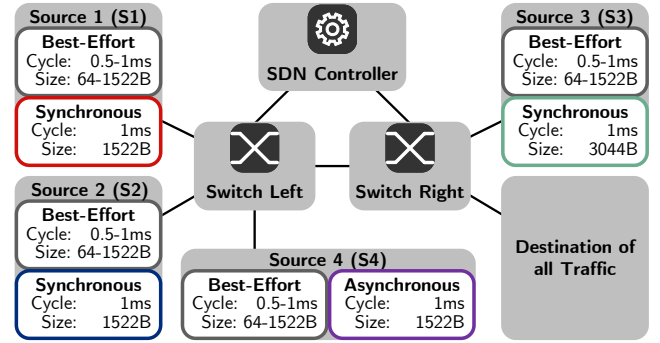 Source 1 (S1)
Best-Effort
Cycle: 0.5-1ms
Size: 64-1522B
Synchronous
Cycle: 1ms
Size: 1522B
SDN Controller
Source 3 (S3)
Best-Effort
Cycle: 0.5-1ms
Size: 64-1522B
Synchronous
Cycle: 1ms
Size: 3044B
Switch Left
Switch Right
Source 2 (S2)
Best-Effort
Cycle: 0.5-1ms
Size: 64-1522B
Synchronous
Cycle: 1ms
Size: 1522B
Source 4 (S4)
Best-Effort
Cycle: 0.5-1ms
Size: 64-1522B
Asynchronous
Cycle: 1ms
Size: 1522B
Destination of
all Traffic